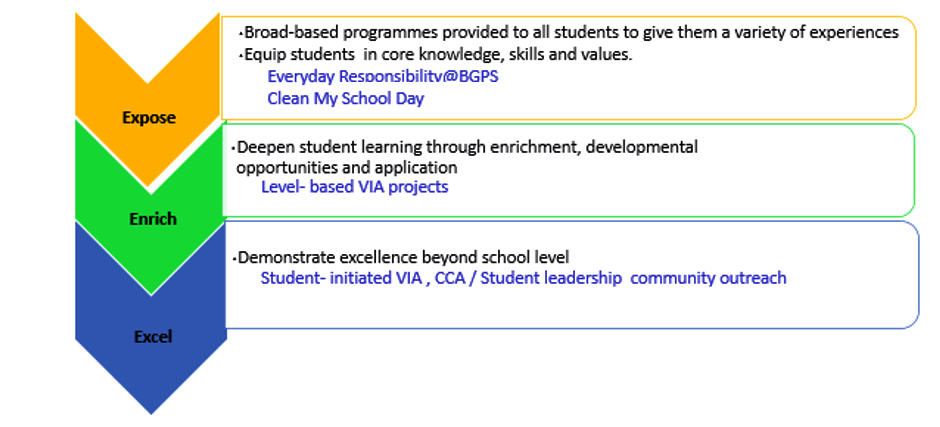 Expose
·Broad-based programmes provided to all students to give them a variety of experiences
·Equip students in core knowledge, skills and values.
Everyday Responsibility@BGPS
Clean My School Day
Enrich
·Deepen student learning through enrichment, developmental
opportunities and application
Level- based VIA projects
Excel
·Demonstrate excellence beyond school level
Student- initiated VIA , CCA / Student leadership community outreach